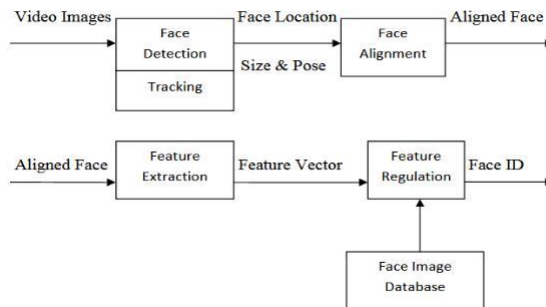 Video Images
Face
Detection
Tracking
Face Location
Size & Pose
Face
Alignment
Aligned Face
Aligned Face
Feature
Extraction
Feature Vector
Feature
Regulation
Face ID
Face Image
Database